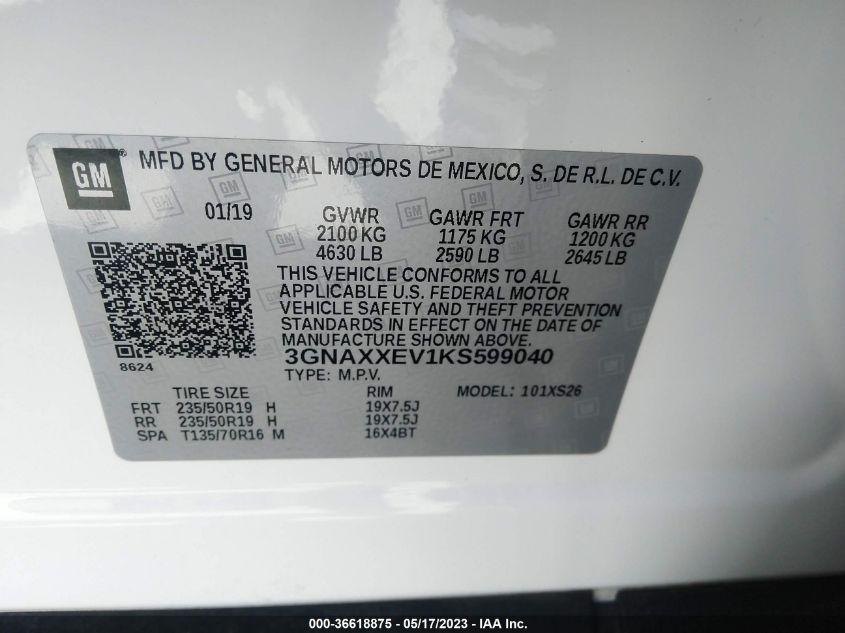 GM ® MFD BY GENERAL MOTORS DE MEXICO, S. DE R.L. DE C.V.
01/19 GVWR GAWR FRT GAWR RR
2100 KG 1175 KG 1200 KG
4630 LB 2590 LB 2645 LB
THIS VEHICLE CONFORMS TO ALL
APPLICABLE U.S. FEDERAL MOTOR
VEHICLE SAFETY AND THEFT PREVENTION
STANDARDS IN EFFECT ON THE DATE OF
MANUFACTURE SHOWN ABOVE.
3GNAXXEV1KS599040
8624 TYPE: M.P.V.
TIRE SIZE RIM MODEL: 101XS26
FRT 235/50R19 H 19X7.5J
RR 235/50R19 H 19X7.5J
SPA T135/70R16 M 16X4BT
000-36618875 - 05/17/2023 - IAA Inc.